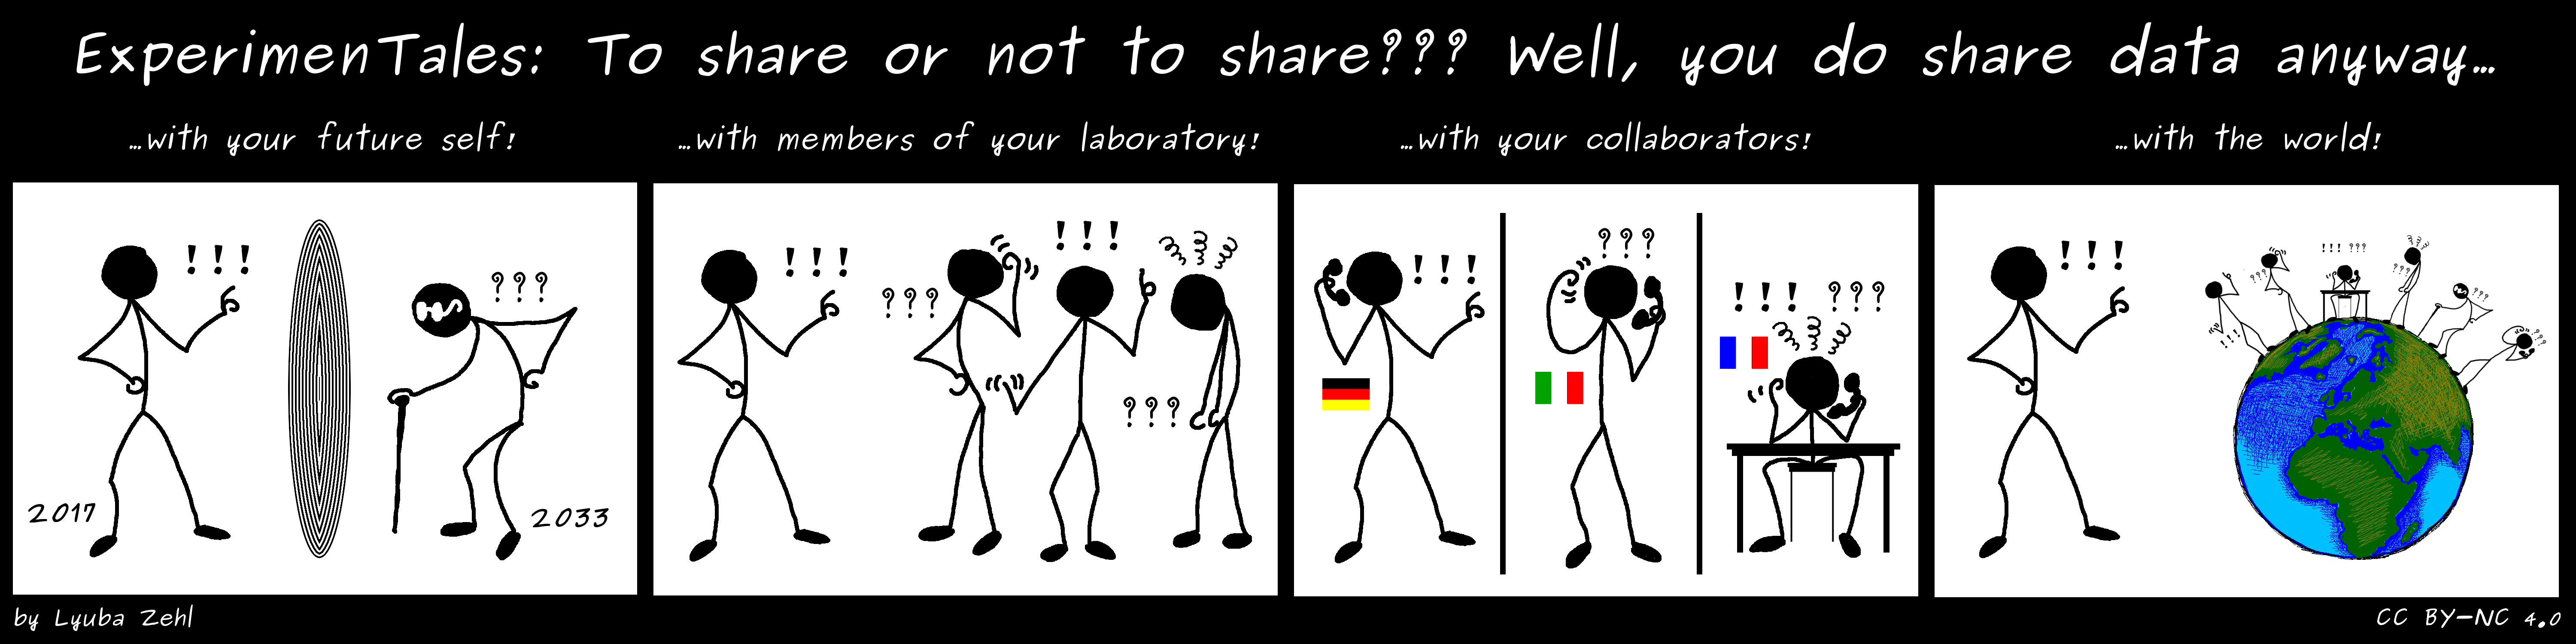 ExperimenTales: To share or not to share??? Well, you do share data anyway...
...with your future self!
...with members of your laboratory!
...with your collaborators!
...with the world!
!!!
???
2017
2033
!!!
???
!!!
???
!!!
???
!!! ???
!!!
!!! ???
???
???
???
???
!!!
by Lyuba Zehl
CC BY-NC 4.0